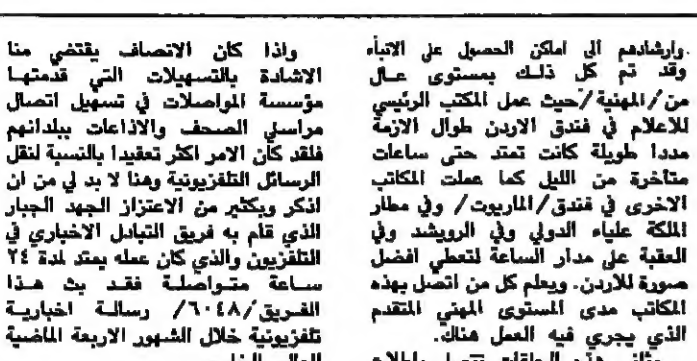 وارشادهم الى اماكن الحصول على الانباء
وقد تم كل ذلك بمستوى عال
من/المهنية/حيث عمل المكتب الرئيسي
للاعلام في فندق الاردن طوال الازمة
مددا طويلة كانت تمتد حتى ساعات
متأخرة من الليل كما عملت المكاتب
الاخرى في فندق/الماريوت/ وفي مطار
الملكة علياء الدولي وفي الرويشد وفي
العقبة على مدار الساعة لتعطي افضل
صورة للاردن. ويعلم كل من اتصل بهذه
المكاتب مدى المستوى المهني المتقدم
الذي يجري فيه العمل هناك.
واذا كان الانصاف يقتضي منا
الاشادة بالتسهيلات التي قدمتها
مؤسسة المواصلات في تسهيل اتصال
مراسلي الصحف والاذاعات ببلدانهم
فلقد كان الامر اكثر تعقيدا بالنسبة لنقل
الرسائل التلفزيونية وهنا لا بد لي من ان
اذكر وبكثير من الاعتزاز الجهد الجبار
الذي قام به فريق التبادل الاخباري في
التلفزيون والذي كان عمله يمتد لمدة ٢٤
ساعة متواصلة فقد بث هذا
الفريق/٦٠٤٨/ رسالة اخبارية
تلفزيونية خلال الشهور الاربعة الماضية